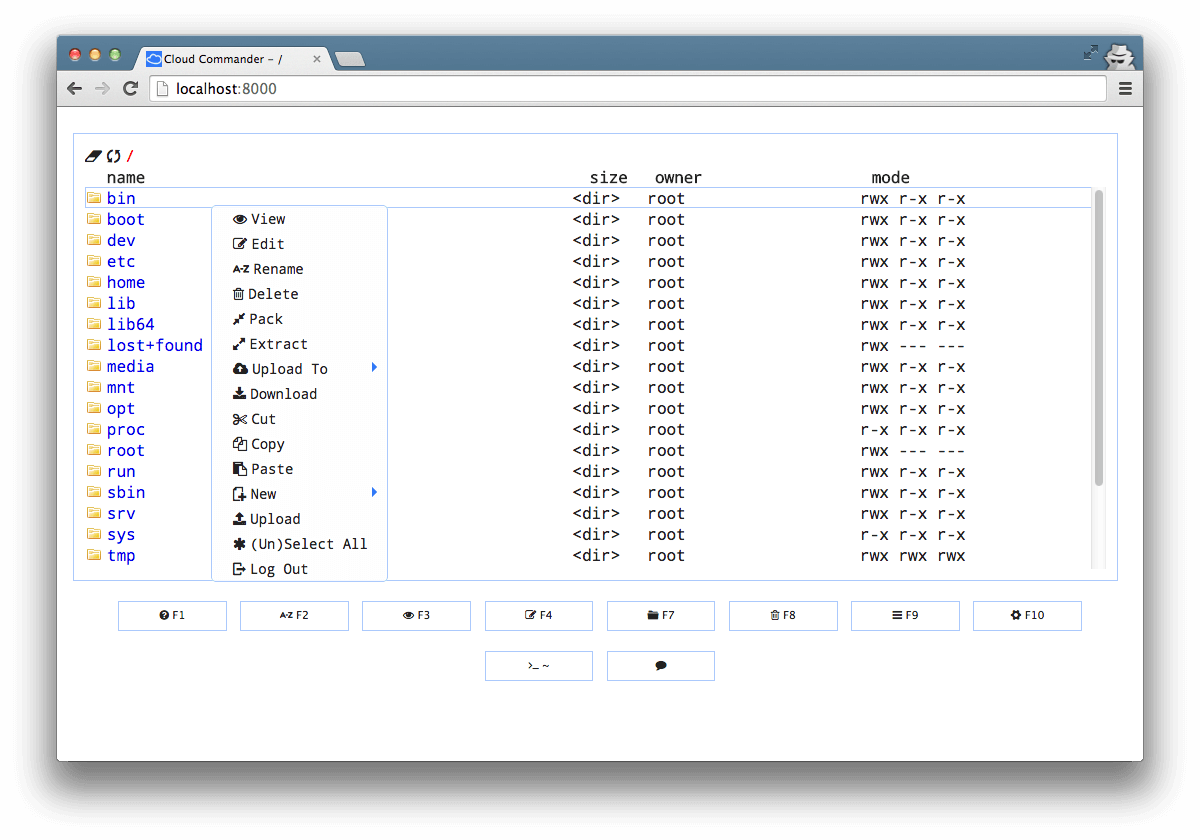 Cloud Commander – /
localhost:8000
/
name size owner mode
bin <dir> root rwx r-x r-x
boot <dir> root rwx r-x r-x
dev <dir> root rwx r-x r-x
etc <dir> root rwx r-x r-x
home <dir> root rwx r-x r-x
lib <dir> root rwx r-x r-x
lib64 <dir> root rwx r-x r-x
lost+found <dir> root rwx --- ---
media <dir> root rwx r-x r-x
mnt <dir> root rwx r-x r-x
opt <dir> root rwx r-x r-x
proc <dir> root r-x r-x r-x
root <dir> root rwx --- ---
run <dir> root rwx r-x r-x
sbin <dir> root rwx r-x r-x
srv <dir> root rwx r-x r-x
sys <dir> root r-x r-x r-x
tmp <dir> root rwx rwx rwx
View
Edit
A-Z Rename
Delete
Pack
Extract
Upload To
Download
Cut
Copy
Paste
New
Upload
(Un)Select All
Log Out
F1 A-Z F2 F3 F4 F7 F8 F9 F10
>_ ~